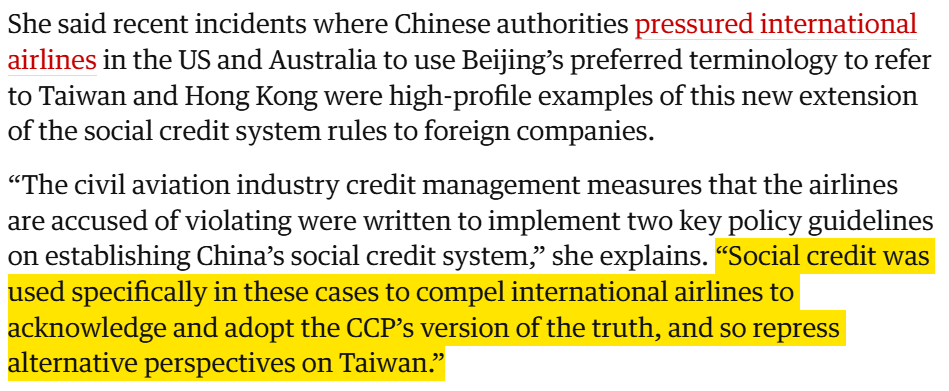 She said recent incidents where Chinese authorities pressured international
airlines in the US and Australia to use Beijing’s preferred terminology to refer
to Taiwan and Hong Kong were high-profile examples of this new extension
of the social credit system rules to foreign companies.
“The civil aviation industry credit management measures that the airlines
are accused of violating were written to implement two key policy guidelines
on establishing China’s social credit system,” she explains. “Social credit was
used specifically in these cases to compel international airlines to
acknowledge and adopt the CCP’s version of the truth, and so repress
alternative perspectives on Taiwan.”